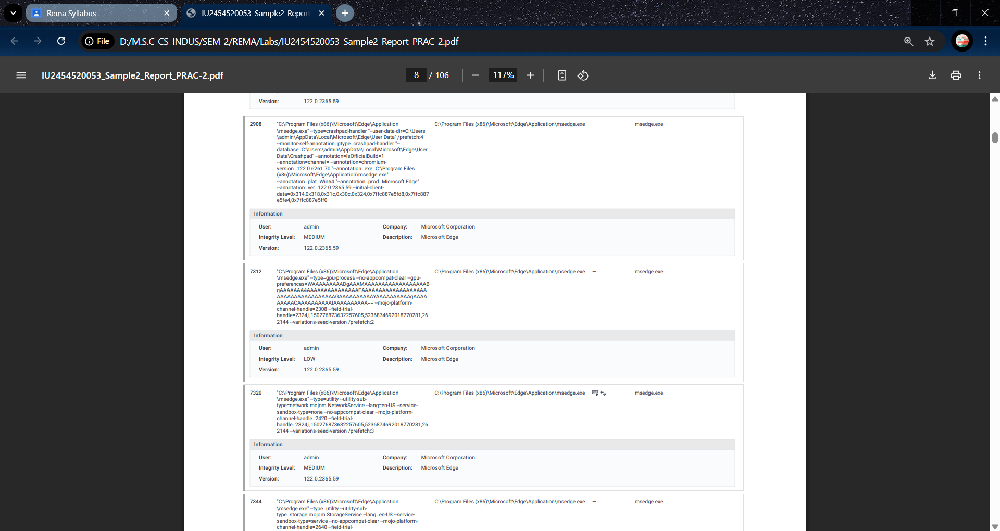 Rema Syllabus
IU2454520053_Sample2_Report
File
D:/M.S.C-CS_INDUS/SEM-2/REMA/Labs/IU2454520053_Sample2_Report_PRAC-2.pdf
IU2454520053_Sample2_Report_PRAC-2.pdf
8 / 106
117%
Version: 122.0.2365.59
2908 "C:\Program Files (x86)\Microsoft\Edge\Application C:\Program Files (x86)\Microsoft\Edge\Application\msedge.exe – msedge.exe
\msedge.exe" --type=crashpad-handler "--user-data-dir=C:\Users
\admin\AppData\Local\Microsoft\Edge\User Data" /prefetch:4
--monitor-self-annotation=ptype=crashpad-handler "--
database=C:\Users\admin\AppData\Local\Microsoft\Edge\User
Data\Crashpad" --annotation=IsOfficialBuild=1
--annotation=channel= --annotation=chromium-
version=122.0.6261.70 "--annotation=exe=C:\Program Files
(x86)\Microsoft\Edge\Application\msedge.exe"
--annotation=plat=Win64 "--annotation=prod=Microsoft Edge"
--annotation=ver=122.0.2365.59 --initial-client-
data=0x314,0x318,0x31c,0x30c,0x324,0x7ffc887e5fd8,0x7ffc887
e5fe4,0x7ffc887e5ff0
Information
User: admin Company: Microsoft Corporation
Integrity Level: MEDIUM Description: Microsoft Edge
Version: 122.0.2365.59
7312 "C:\Program Files (x86)\Microsoft\Edge\Application C:\Program Files (x86)\Microsoft\Edge\Application\msedge.exe – msedge.exe
\msedge.exe" --type=gpu-process --no-appcompat-clear --gpu-
channel-handle=2308 --field-trial-
handle=2324,i,150276873632257605,5236874692018770281,26
2144 --variations-seed-version /prefetch:2
Information
User: admin Company: Microsoft Corporation
Integrity Level: LOW Description: Microsoft Edge
Version: 122.0.2365.59
7320 "C:\Program Files (x86)\Microsoft\Edge\Application C:\Program Files (x86)\Microsoft\Edge\Application\msedge.exe msedge.exe
\msedge.exe" --type=utility --utility-sub-
type=network.mojom.NetworkService --lang=en-US --service-
sandbox-type=none --no-appcompat-clear --mojo-platform-
channel-handle=2420 --field-trial-
handle=2324,i,150276873632257605,5236874692018770281,26
2144 --variations-seed-version /prefetch:3
Information
User: admin Company: Microsoft Corporation
Integrity Level: MEDIUM Description: Microsoft Edge
Version: 122.0.2365.59
7344 "C:\Program Files (x86)\Microsoft\Edge\Application C:\Program Files (x86)\Microsoft\Edge\Application\msedge.exe – msedge.exe
\msedge.exe" --type=utility --utility-sub-
type=storage.mojom.StorageService --lang=en-US --service-
sandbox-type=service --no-appcompat-clear --mojo-platform-
channel-handle=2640 --field-trial-